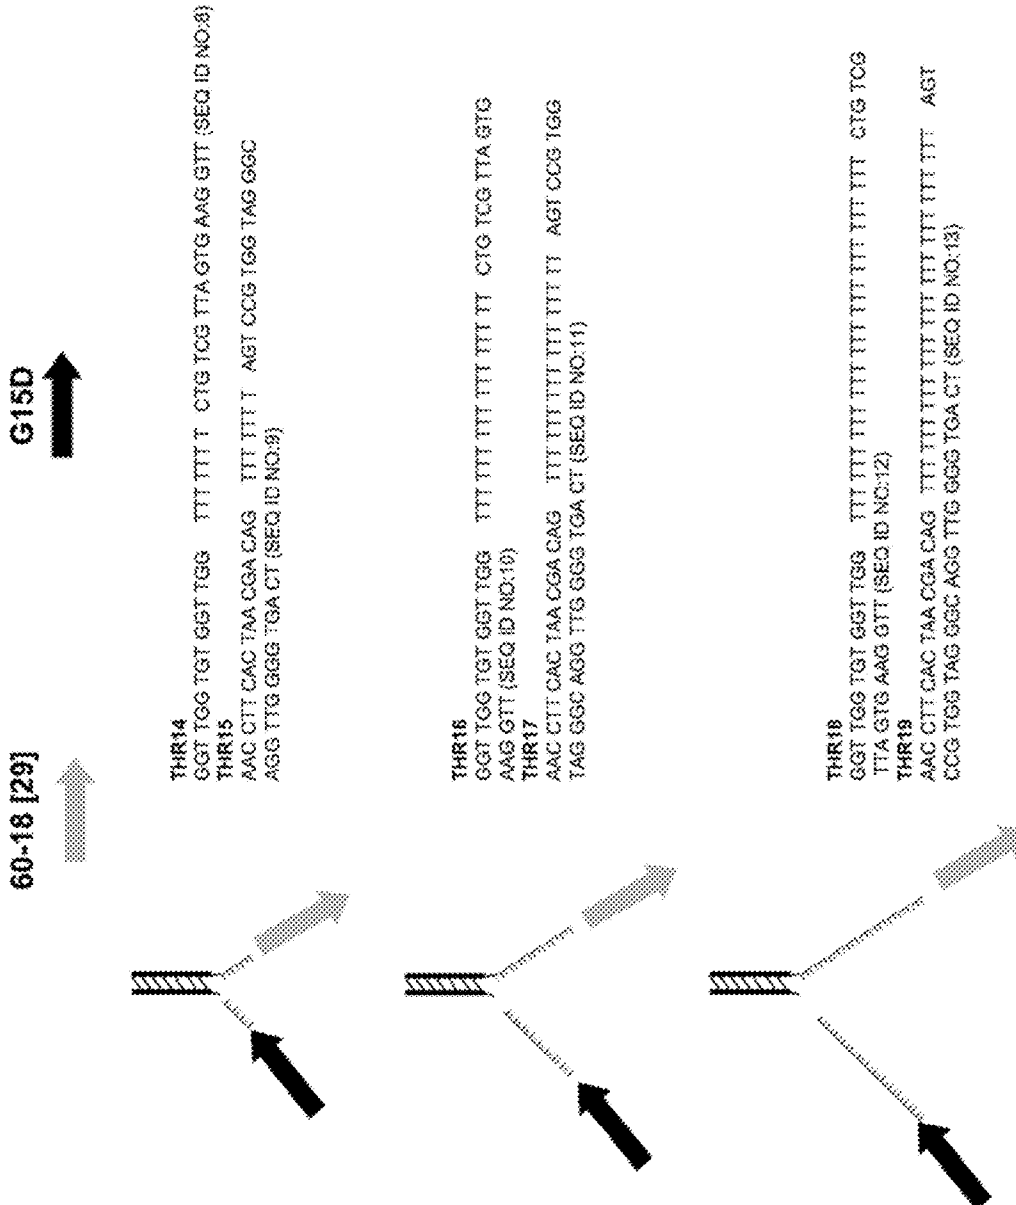 60-18 [29]
G15D
THR14
GGT TGG TGT GGT TGG TTT TTT T CTG TCG TTA GTG AAG GTT (SEQ ID NO:8)
THR15
AAC CTT CAC TAA CGA CAG TTT TTT T AGT CCG TGG TAG GGC
AGG TTG GGG TGA CT (SEQ ID NO:9)
THR16
GGT TGG TGT GGT TGG TTT TTT TTT TTT TTT TT CTG TCG TTA GTG
AAG GTT (SEQ ID NO:10)
THR17
AAC CTT CAC TAA CGA CAG TTT TTT TTT TTT TTT TT AGT CCG TGG
TAG GGC AGG TTG GGG TGA CT (SEQ ID NO:11)
THR18
GGT TGG TGT GGT TGG TTT TTT TTT TTT TTT TTT TTT TTT TTT CTG TCG
TTA GTG AAG GTT (SEQ ID NO:12)
THR19
AAC CTT CAC TAA CGA CAG TTT TTT TTT TTT TTT TTT TTT TTT TTT AGT
CCG TGG TAG GGC AGG TTG GGG TGA CT (SEQ ID NO:13)